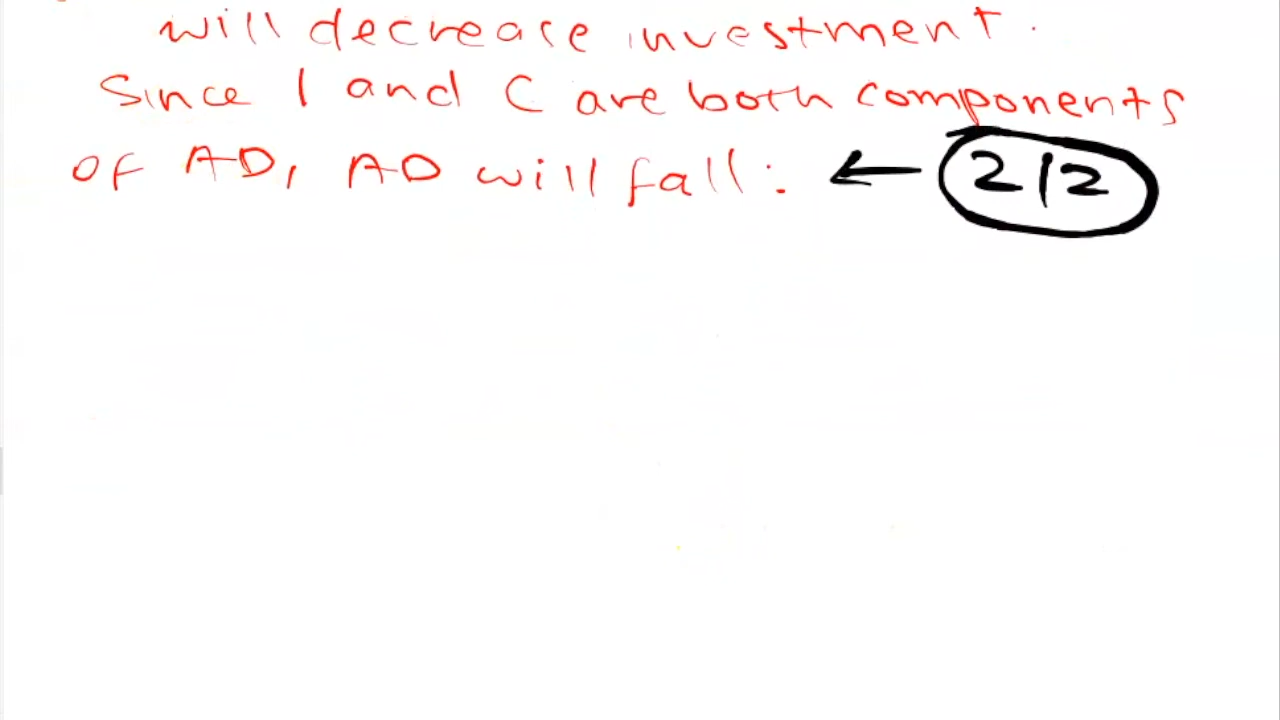 will decrease investment.
Since I and C are both components
of AD, AD will fall. ← 2/2